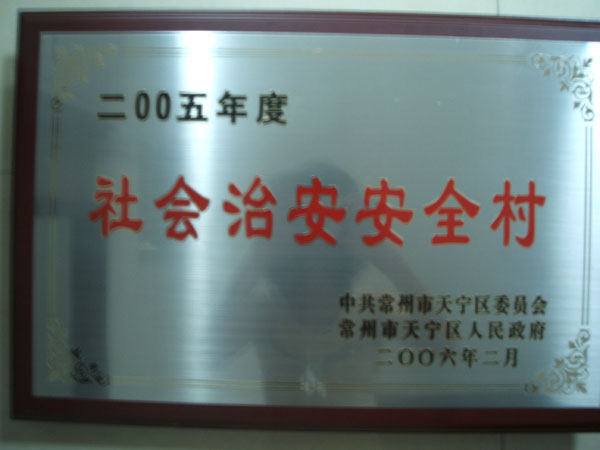 二00五年度
社会治安安全村
中共常州市天宁区委员会
常州市天宁区人民政府
二〇〇六年二月